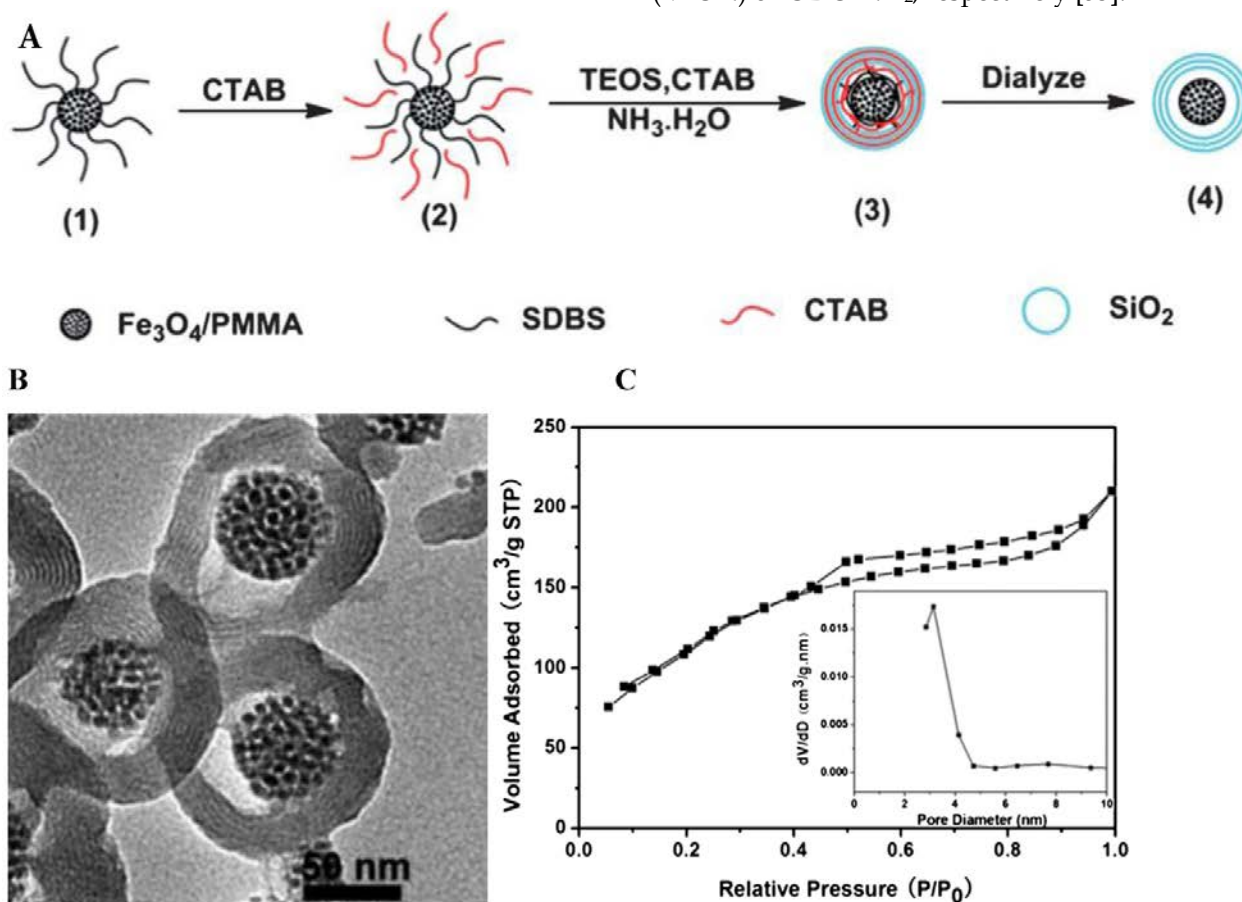 respectively
A
CTAB
TEOS,CTAB
NH₃.H₂O
Dialyze
(1)
(2)
(3)
(4)
Fe₃O₄/PMMA
SDBS
CTAB
SiO₂
B
C
50 nm
Volume Adsorbed (cm³/g STP)
250
200
150
100
50
0
0.0 0.2 0.4 0.6 0.8 1.0
Relative Pressure (P/P₀)
dV/dD (cm³/g.nm)
0.015
0.010
0.005
0.000
0 2 4 6 8 10
Pore Diameter (nm)